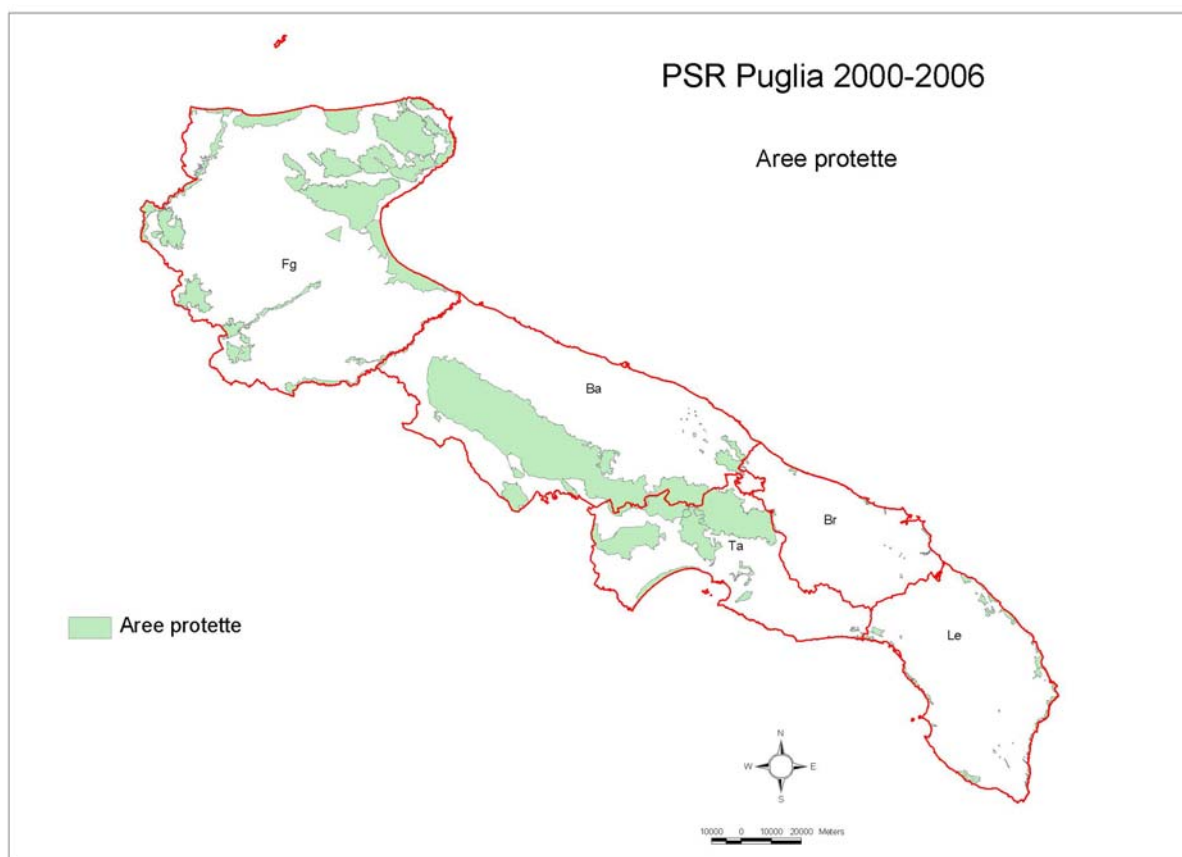 PSR Puglia 2000-2006
Aree protette
Fg
Ba
Br
Ta
Le
Aree protette
N
W E
S
10000 0 10000 20000 Meters